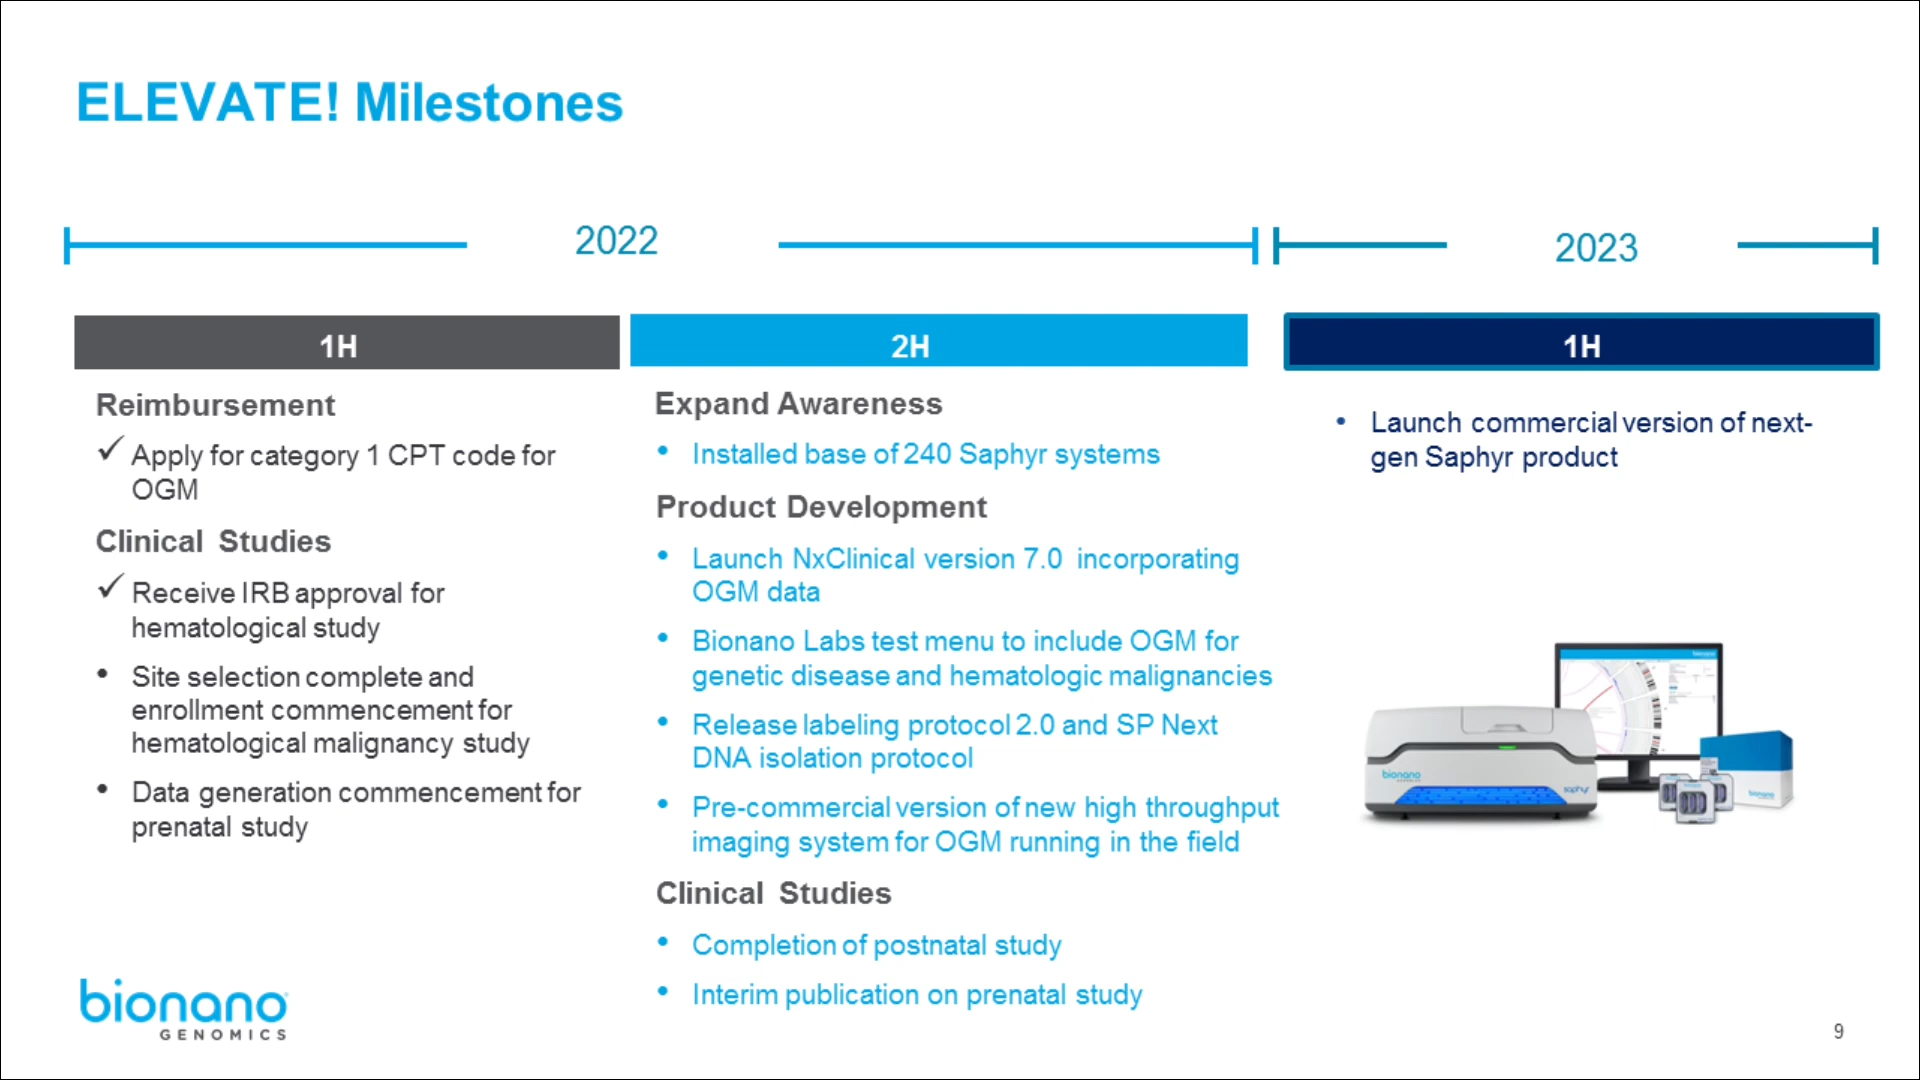 ELEVATE! Milestones
2022
2023
1H
2H
1H
Reimbursement
✓ Apply for category 1 CPT code for
OGM
Clinical Studies
✓ Receive IRB approval for
hematological study
• Site selection complete and
enrollment commencement for
hematological malignancy study
• Data generation commencement for
prenatal study
Expand Awareness
• Installed base of 240 Saphyr systems
Product Development
• Launch NxClinical version 7.0 incorporating
OGM data
• Bionano Labs test menu to include OGM for
genetic disease and hematologic malignancies
• Release labeling protocol 2.0 and SP Next
DNA isolation protocol
• Pre-commercial version of new high throughput
imaging system for OGM running in the field
Clinical Studies
• Completion of postnatal study
• Interim publication on prenatal study
• Launch commercial version of next-
gen Saphyr product
bionano
saphyr
bionano
bionano
bionano
GENOMICS
9